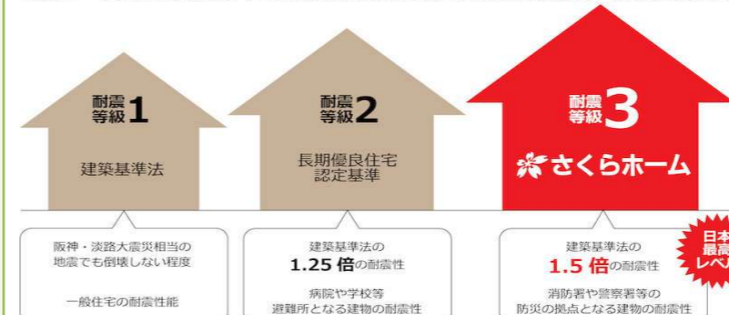 耐震
等級1
建築基準法
耐震
等級2
長期優良住宅
認定基準
耐震
等級3
さくらホーム
阪神・淡路大震災相当の
地震でも倒壊しない程度
一般住宅の耐震性能
建築基準法の
1.25 倍の耐震性
病院や学校等
避難所となる建物の耐震性
建築基準法の
1.5 倍の耐震性
消防署や警察署等の
防災の拠点となる建物の耐震性
日本
最高
レベル